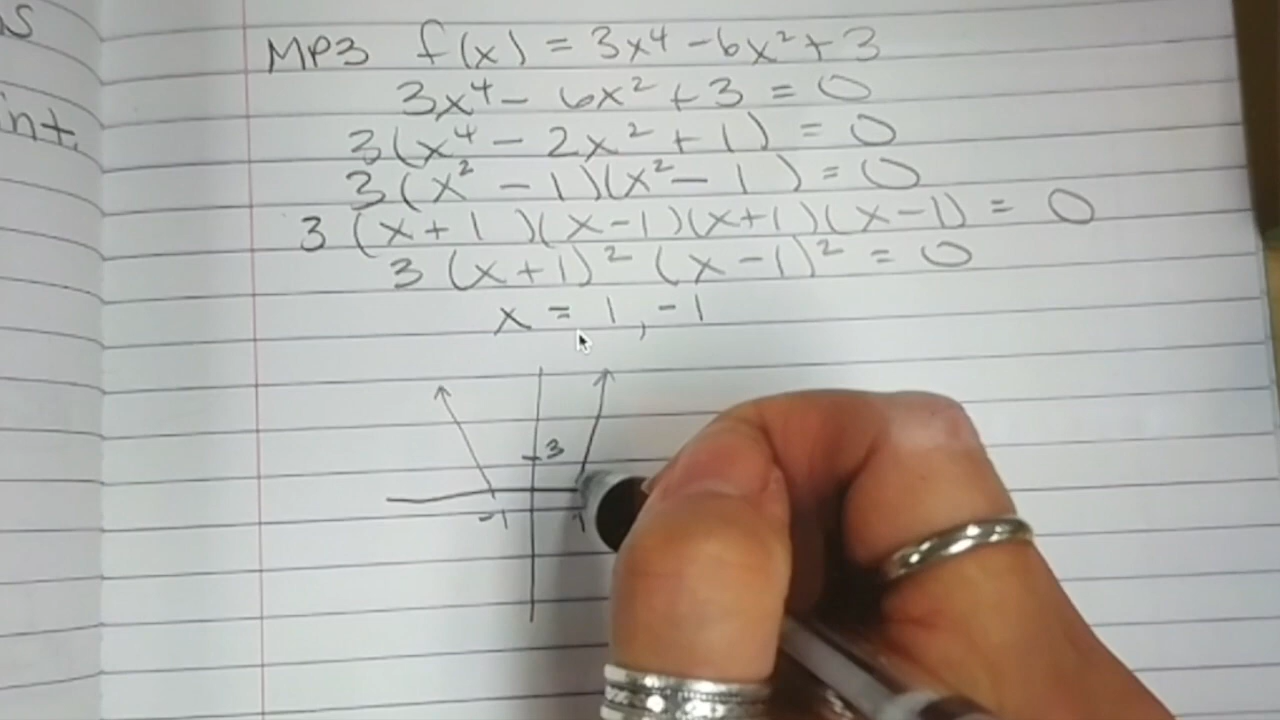 s
int.
MP3 f(x) = 3x⁴ - 6x² + 3
3x⁴ - 6x² + 3 = 0
3(x⁴ - 2x² + 1) = 0
3(x² - 1)(x² - 1) = 0
3(x+1)(x-1)(x+1)(x-1) = 0
3(x+1)²(x-1)² = 0
x = 1, -1
3
-1 1